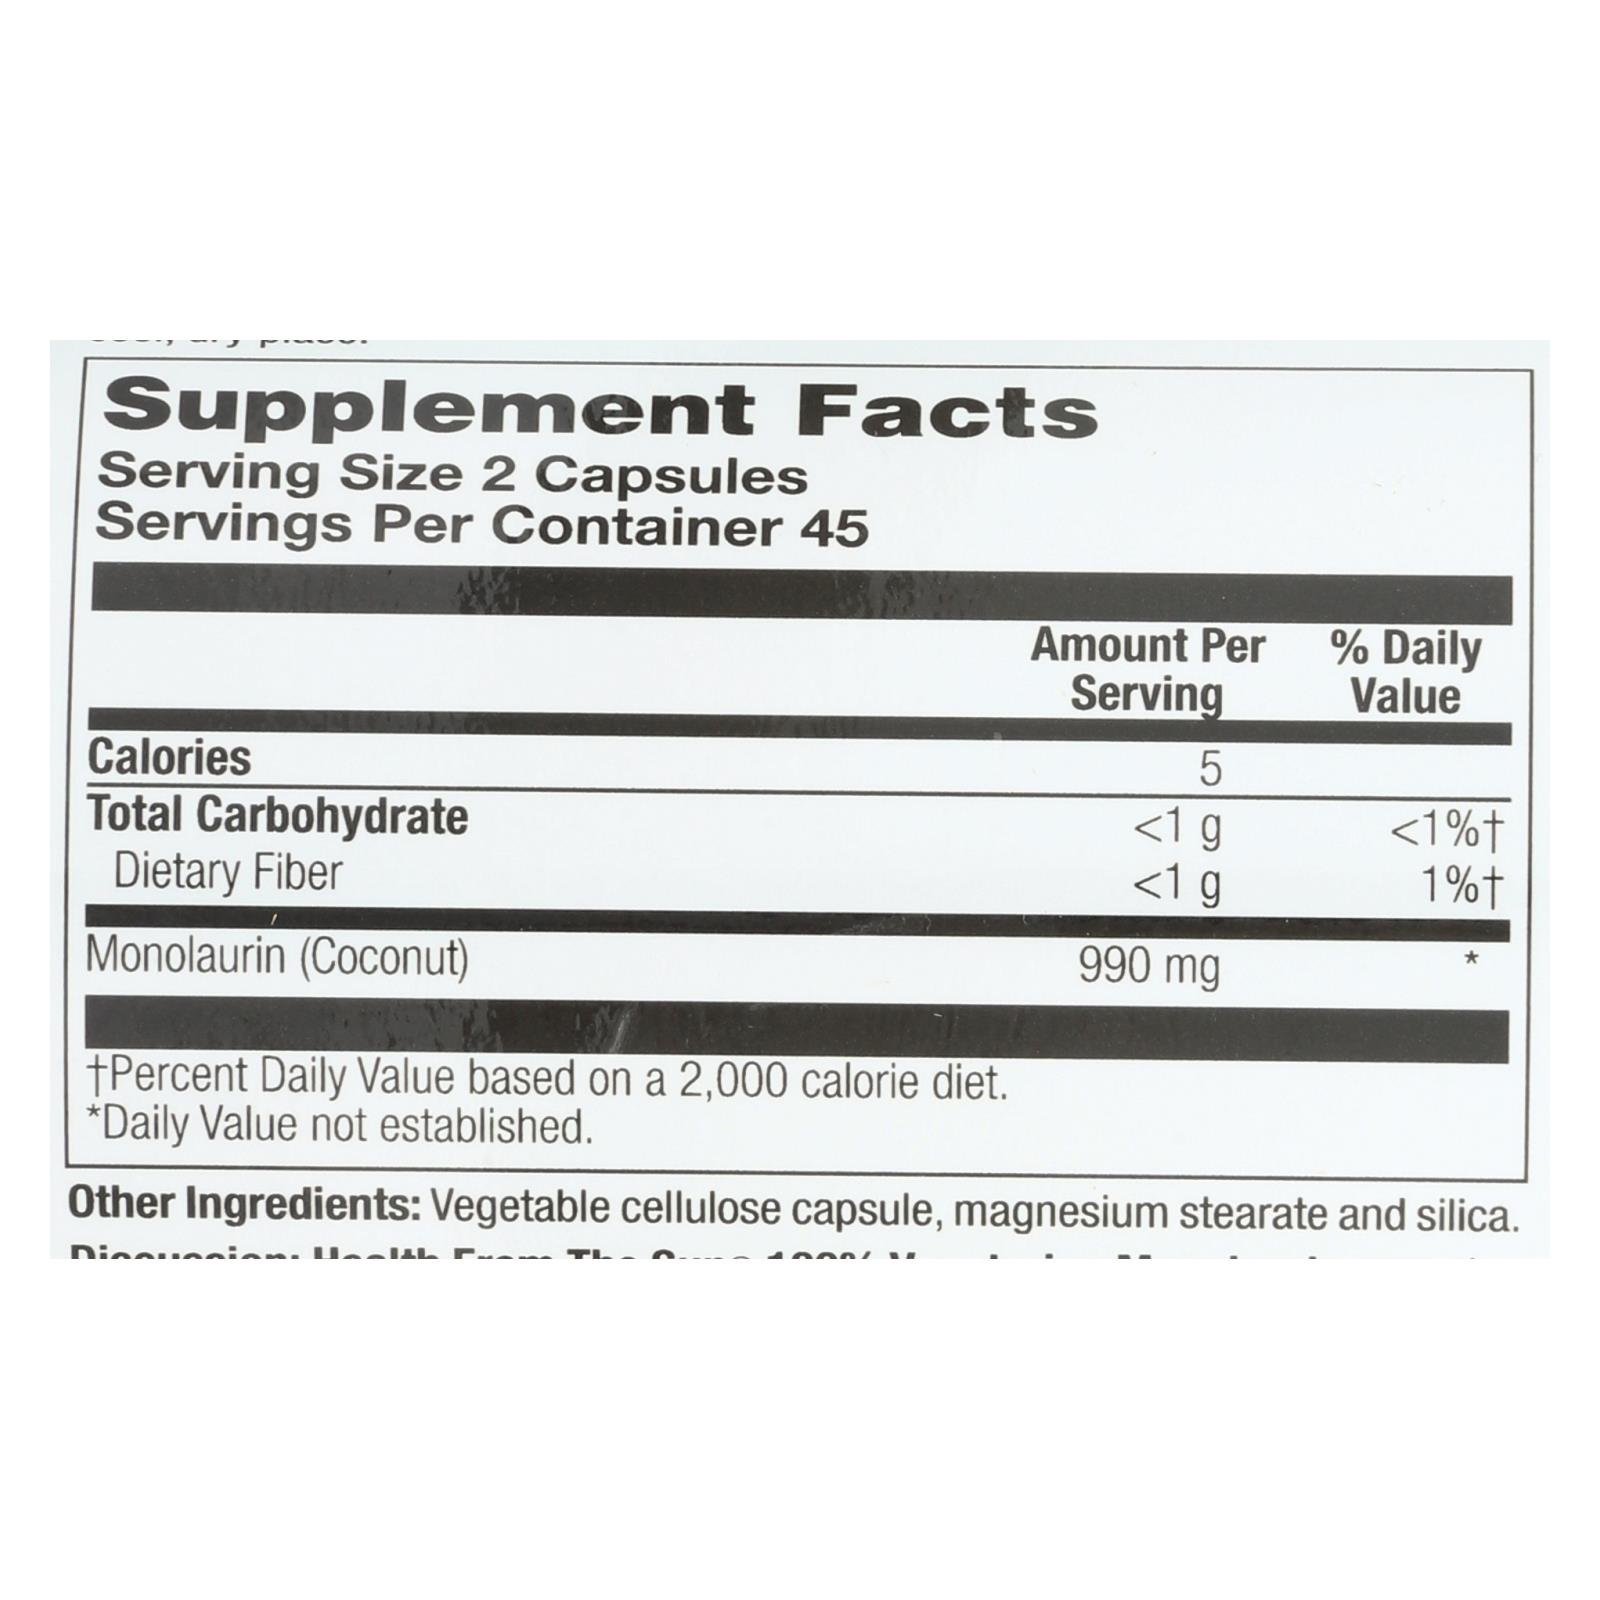 Supplement Facts
Serving Size 2 Capsules
Servings Per Container 45
Amount Per Serving % Daily Value
Calories 5
Total Carbohydrate <1 g <1%†
Dietary Fiber <1 g 1%†
Monolaurin (Coconut) 990 mg *
†Percent Daily Value based on a 2,000 calorie diet.
*Daily Value not established.
Other Ingredients: Vegetable cellulose capsule, magnesium stearate and silica.